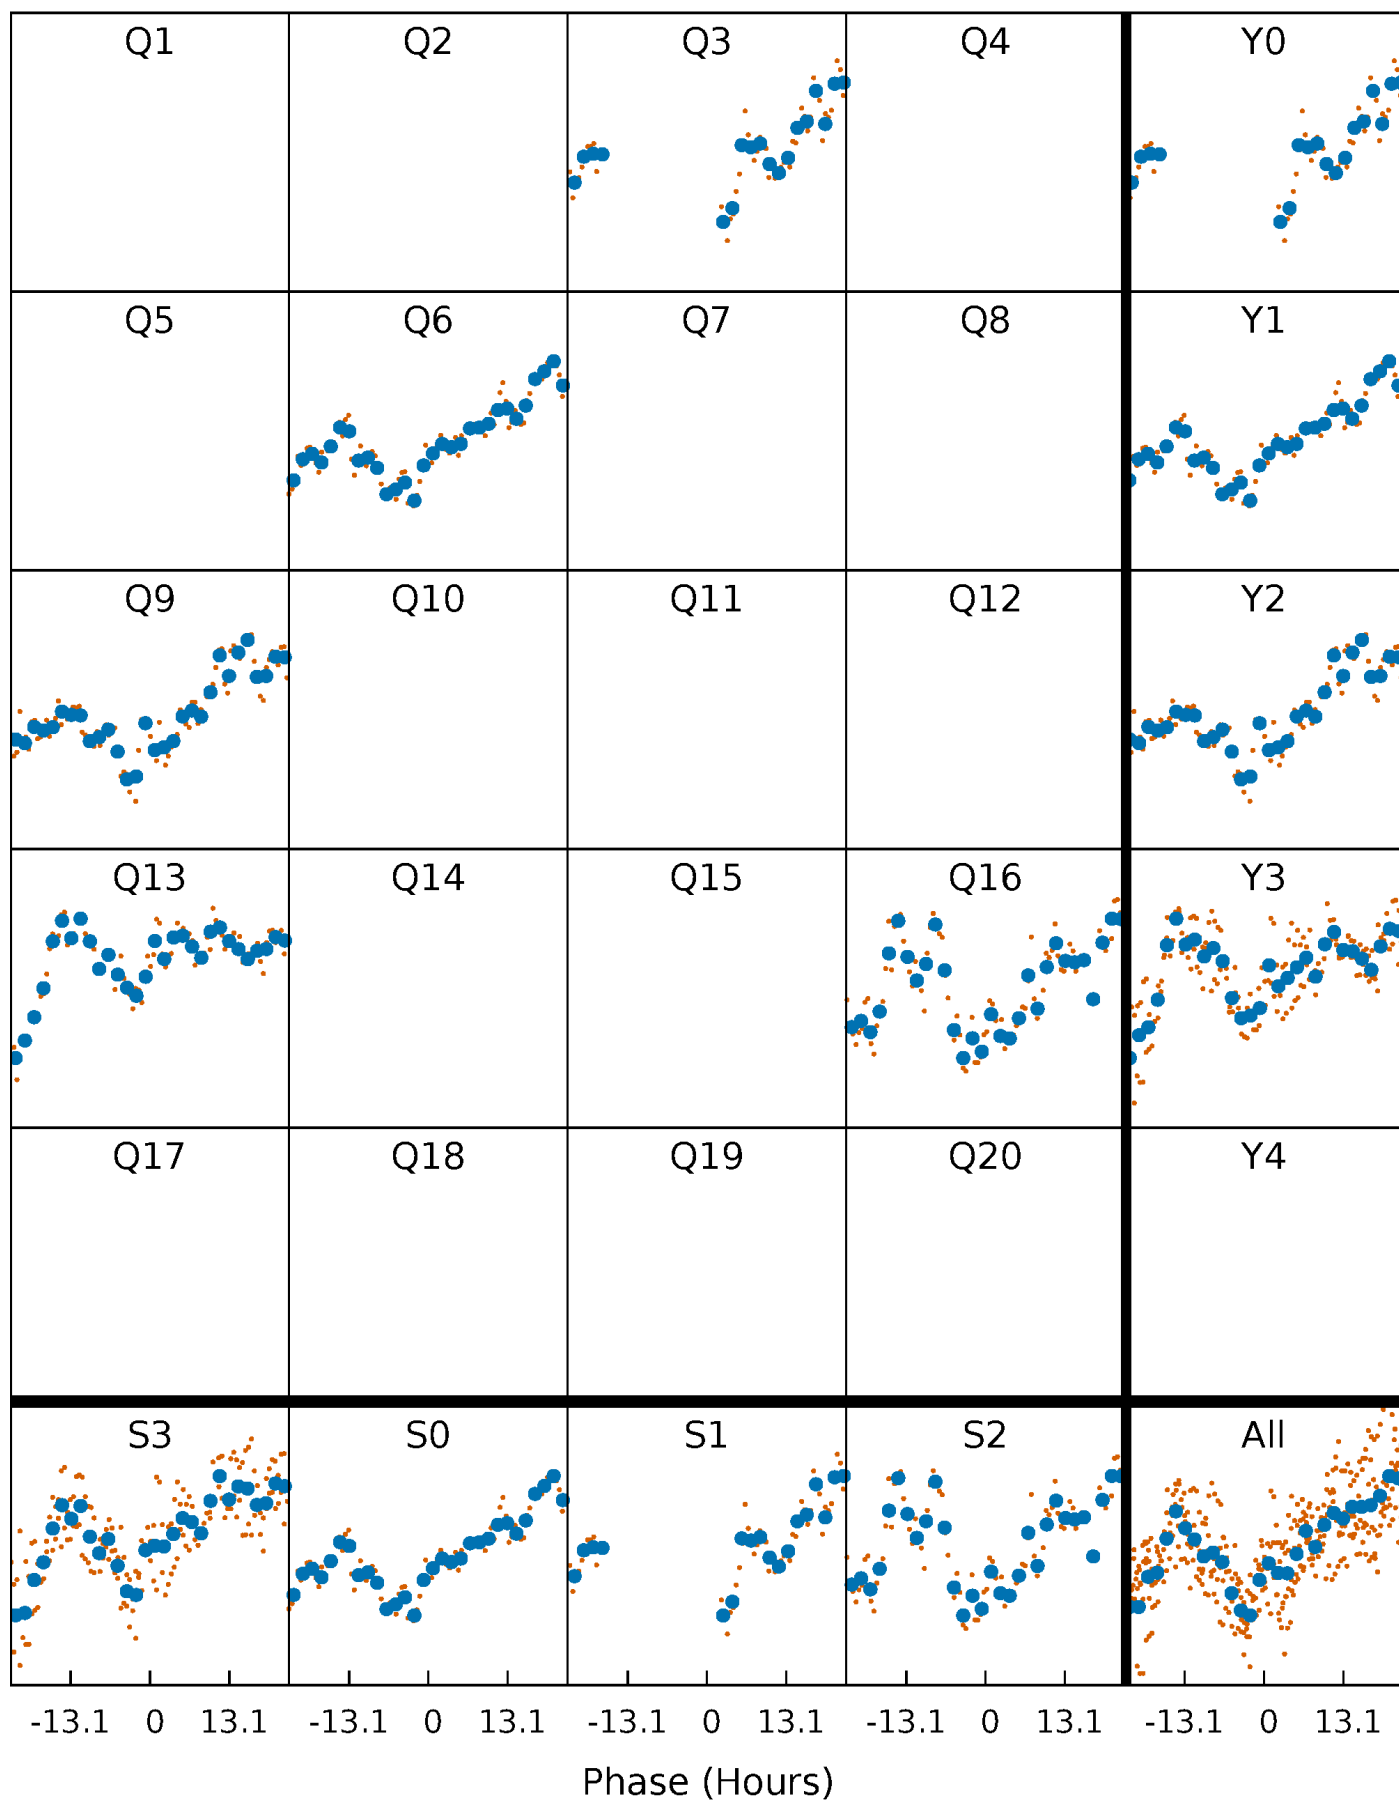 Q1 Q2 Q3 Q4 Y0
Q5 Q6 Q7 Q8 Y1
Q9 Q10 Q11 Q12 Y2
Q13 Q14 Q15 Q16 Y3
Q17 Q18 Q19 Q20 Y4
S3 S0 S1 S2 All
-13.1 0 13.1 -13.1 0 13.1 -13.1 0 13.1 -13.1 0 13.1 -13.1 0 13.1
Phase (Hours)